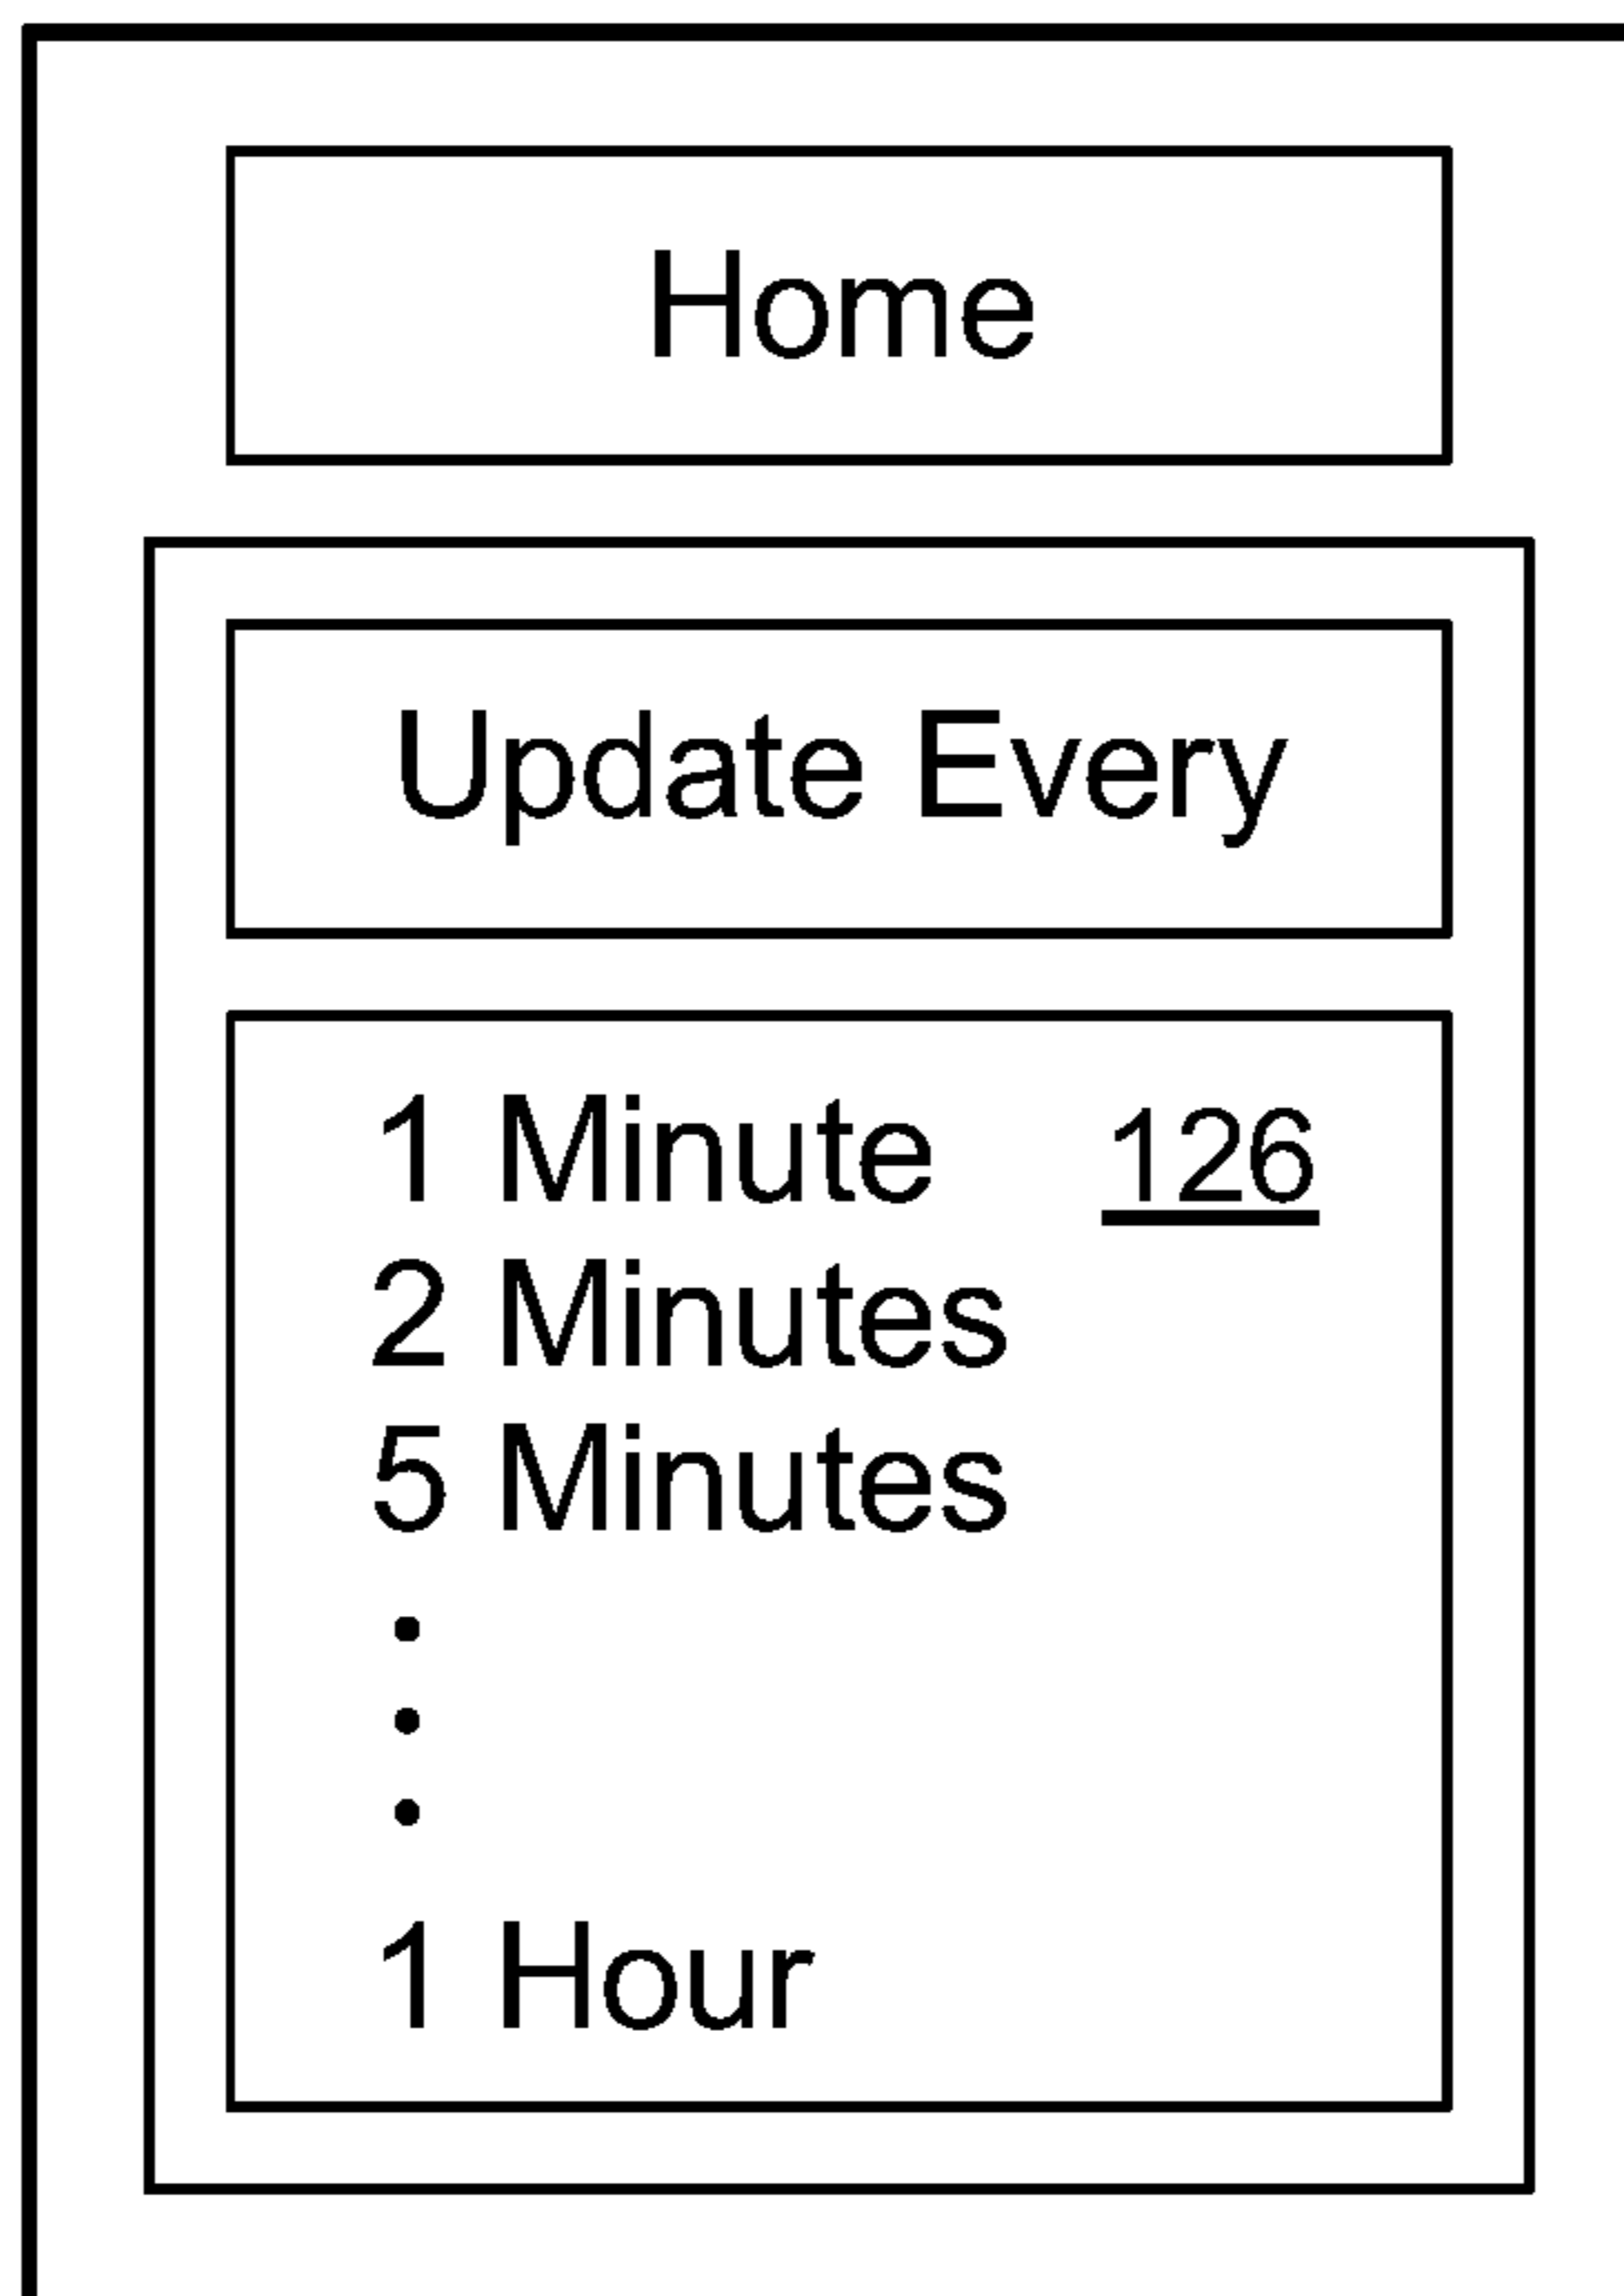 Home
Update Every
1 Minute 126
2 Minutes
5 Minutes
.
.
.
1 Hour